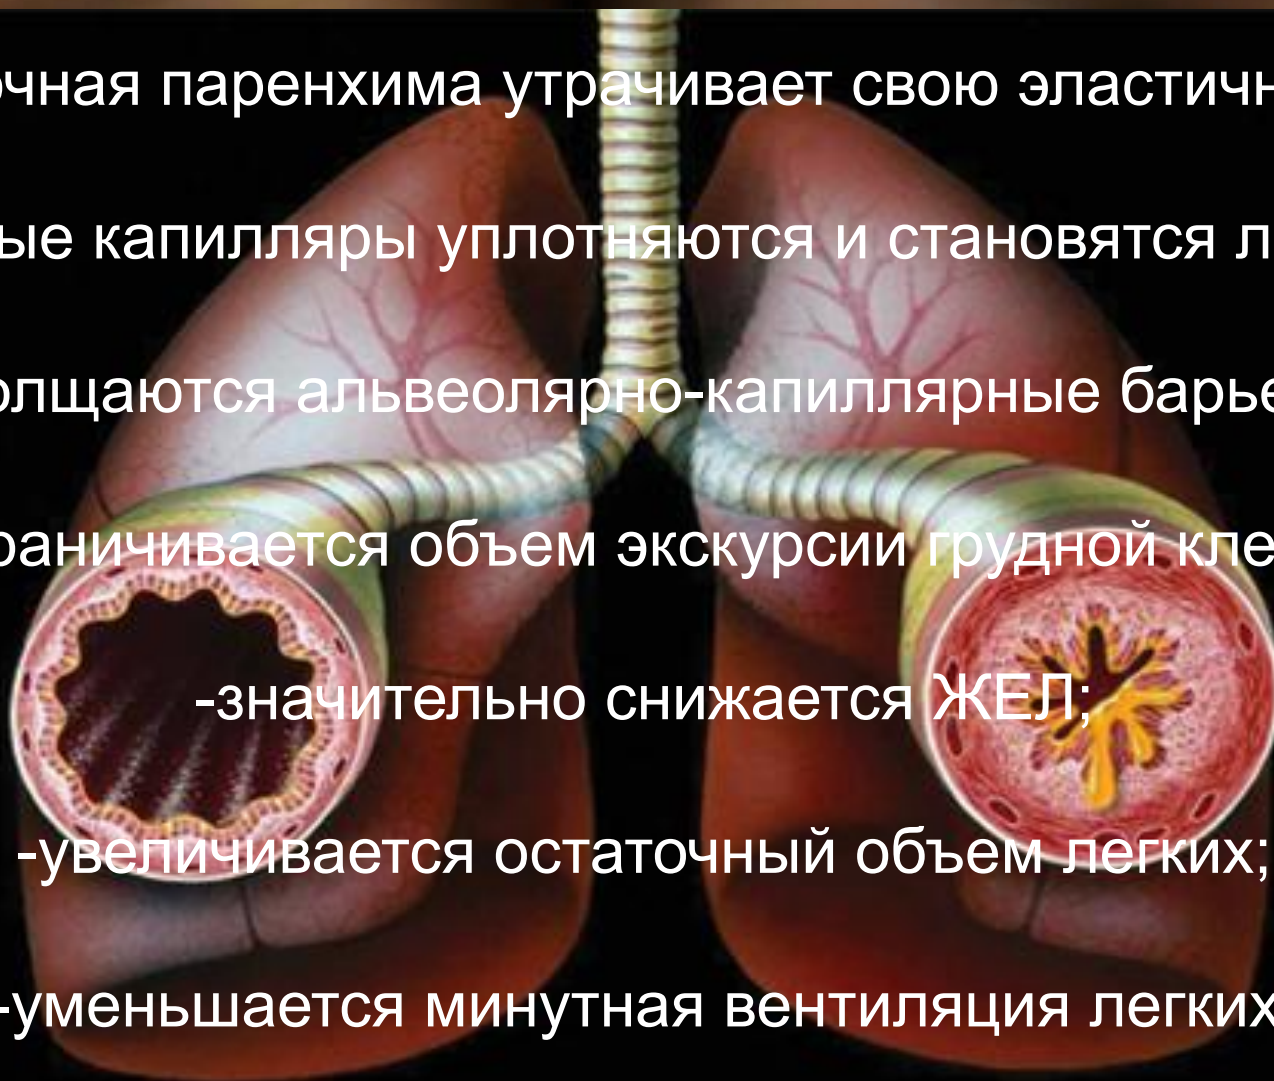 очная паренхима утрачивает свою эластичн
ые капилляры уплотняются и становятся л
олщаются альвеолярно-капиллярные барье
раничивается объем экскурсии грудной кле
-значительно снижается ЖЕЛ;
-увеличивается остаточный объем легких;
-уменьшается минутная вентиляция легких